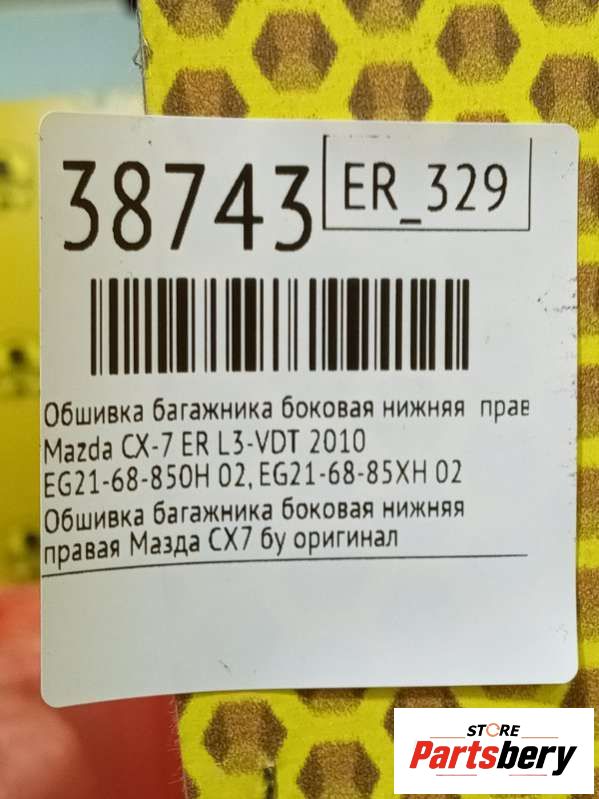 38743 ER_329
Обшивка багажника боковая нижняя прав
Mazda CX-7 ER L3-VDT 2010
EG21-68-850H 02, EG21-68-85XH 02
Обшивка багажника боковая нижняя
правая Мазда СХ7 бу оригинал
STORE
Partsbery